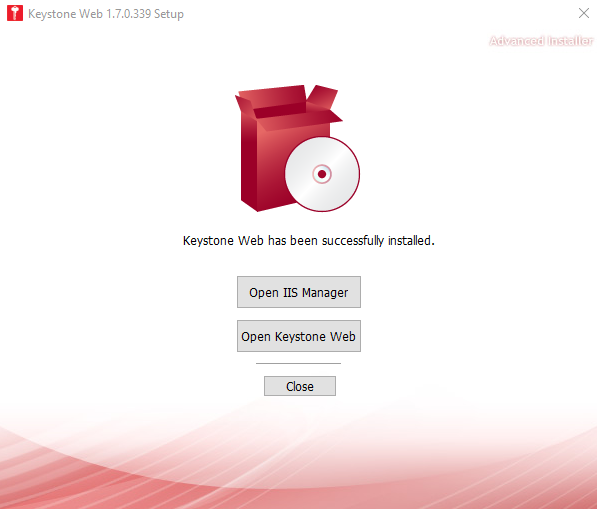 Keystone Web 1.7.0.339 Setup
Advanced Installer
Keystone Web has been successfully installed.
Open IIS Manager
Open Keystone Web
Close